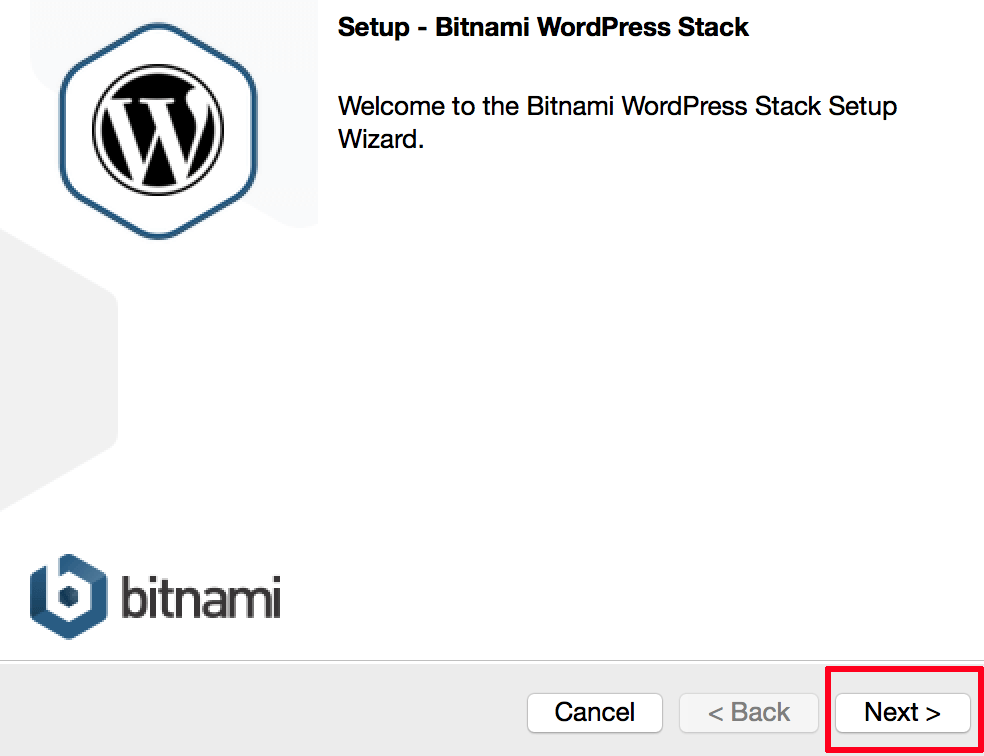 Setup - Bitnami WordPress Stack
Welcome to the Bitnami WordPress Stack Setup
Wizard.
W
bitnami
Cancel
< Back
Next >